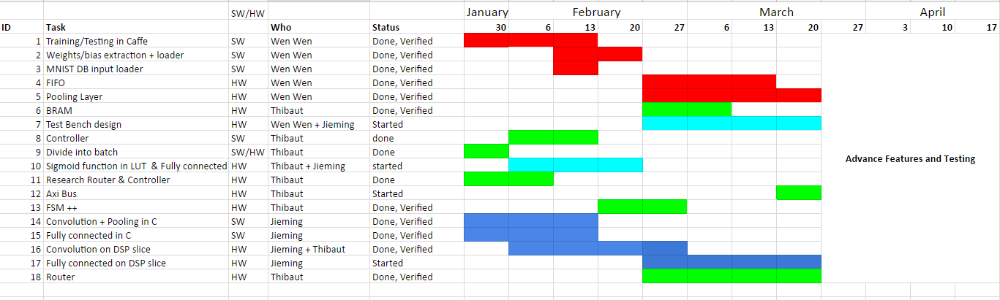 SW/HW January February March April
ID Task Who Status 30 6 13 20 27 6 13 20 27 3 10 17
1 Training/Testing in Caffe SW Wen Wen Done, Verified
2 Weights/bias extraction + loader SW Wen Wen Done, Verified
3 MNIST DB input loader SW Wen Wen Done, Verified
4 FIFO HW Wen Wen Done, Verified
5 Pooling Layer HW Wen Wen Done, Verified
6 BRAM HW Thibaut Done, Verified
7 Test Bench design HW Wen Wen + Jieming Started
8 Controller SW Thibaut done
9 Divide into batch SW/HW Thibaut Done
10 Sigmoid function in LUT & Fully connected HW Thibaut + Jieming started
Advance Features and Testing
11 Research Router & Controller HW Thibaut Done
12 Axi Bus HW Thibaut Started
13 FSM ++ HW Thibaut Done, Verified
14 Convolution + Pooling in C SW Jieming Done, Verified
15 Fully connected in C SW Jieming Done, Verified
16 Convolution on DSP slice HW Jieming + Thibaut Done, Verified
17 Fully connected on DSP slice HW Jieming Started
18 Router HW Thibaut Done, Verified